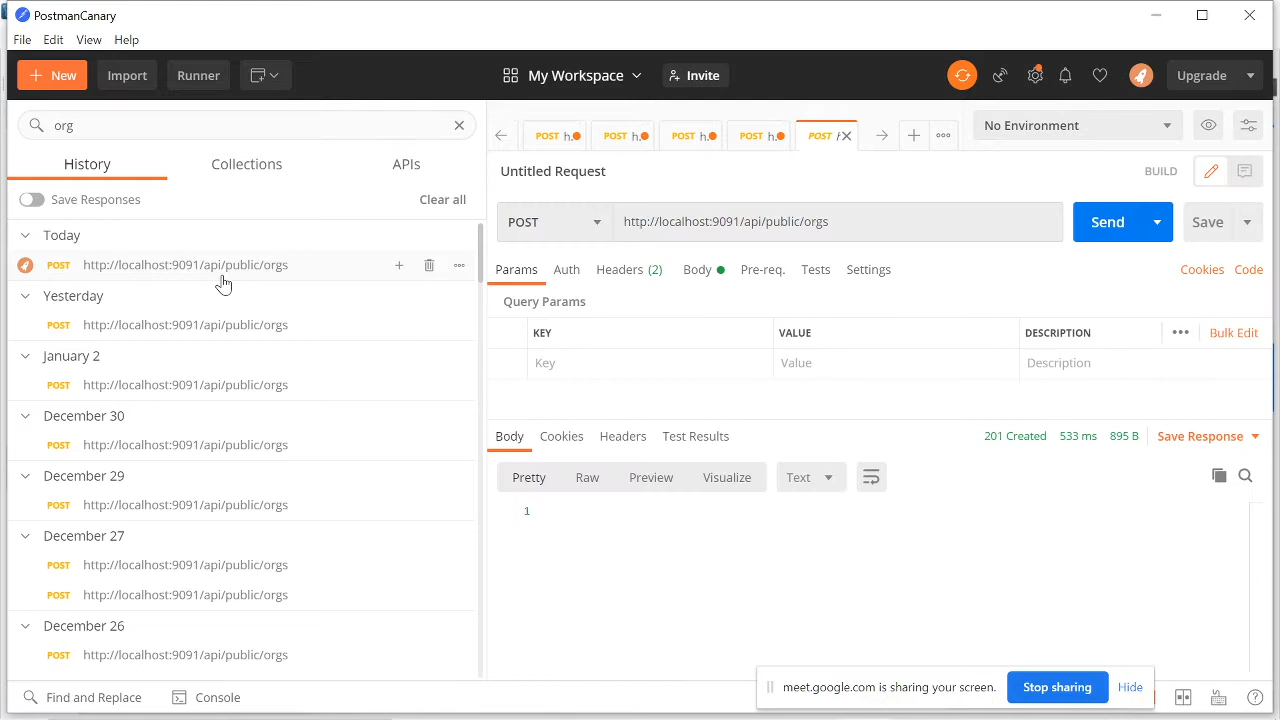 PostmanCanary
File Edit View Help
New Import Runner My Workspace Invite Upgrade
org
History Collections APIs
Save Responses Clear all
Today
POST http://localhost:9091/api/public/orgs
Yesterday
POST http://localhost:9091/api/public/orgs
January 2
POST http://localhost:9091/api/public/orgs
December 30
POST http://localhost:9091/api/public/orgs
December 29
POST http://localhost:9091/api/public/orgs
December 27
POST http://localhost:9091/api/public/orgs
POST http://localhost:9091/api/public/orgs
December 26
POST http://localhost:9091/api/public/orgs
Find and Replace Console
POST h. POST h. POST h. POST h. POST No Environment
Untitled Request BUILD
POST http://localhost:9091/api/public/orgs Send Save
Params Auth Headers (2) Body Pre-req. Tests Settings Cookies Code
Query Params
KEY VALUE DESCRIPTION Bulk Edit
Key Value Description
Body Cookies Headers Test Results 201 Created 533 ms 895 B Save Response
Pretty Raw Preview Visualize Text
1
meet.google.com is sharing your screen. Stop sharing Hide